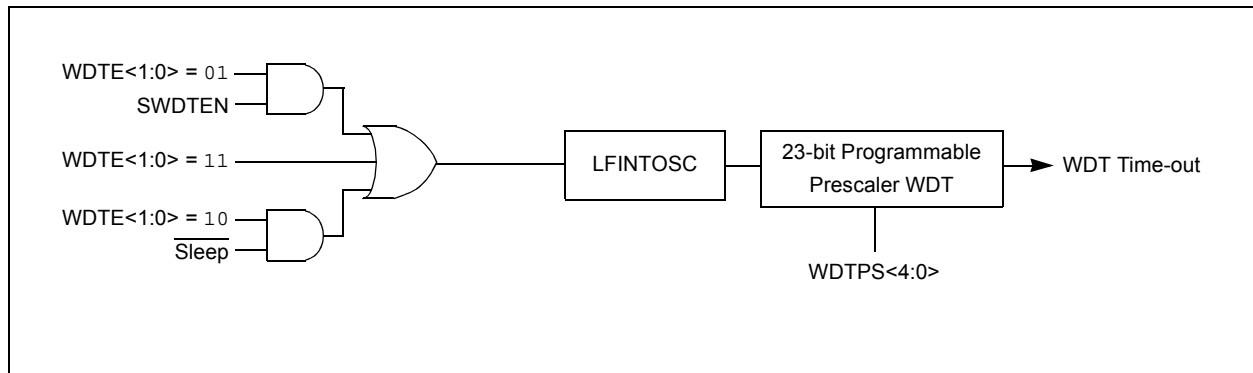 WDTE<1:0> = 01
SWDTEN
WDTE<1:0> = 11
WDTE<1:0> = 10
Sleep
LFINTOSC
23-bit Programmable
Prescaler WDT
WDT Time-out
WDTPS<4:0>